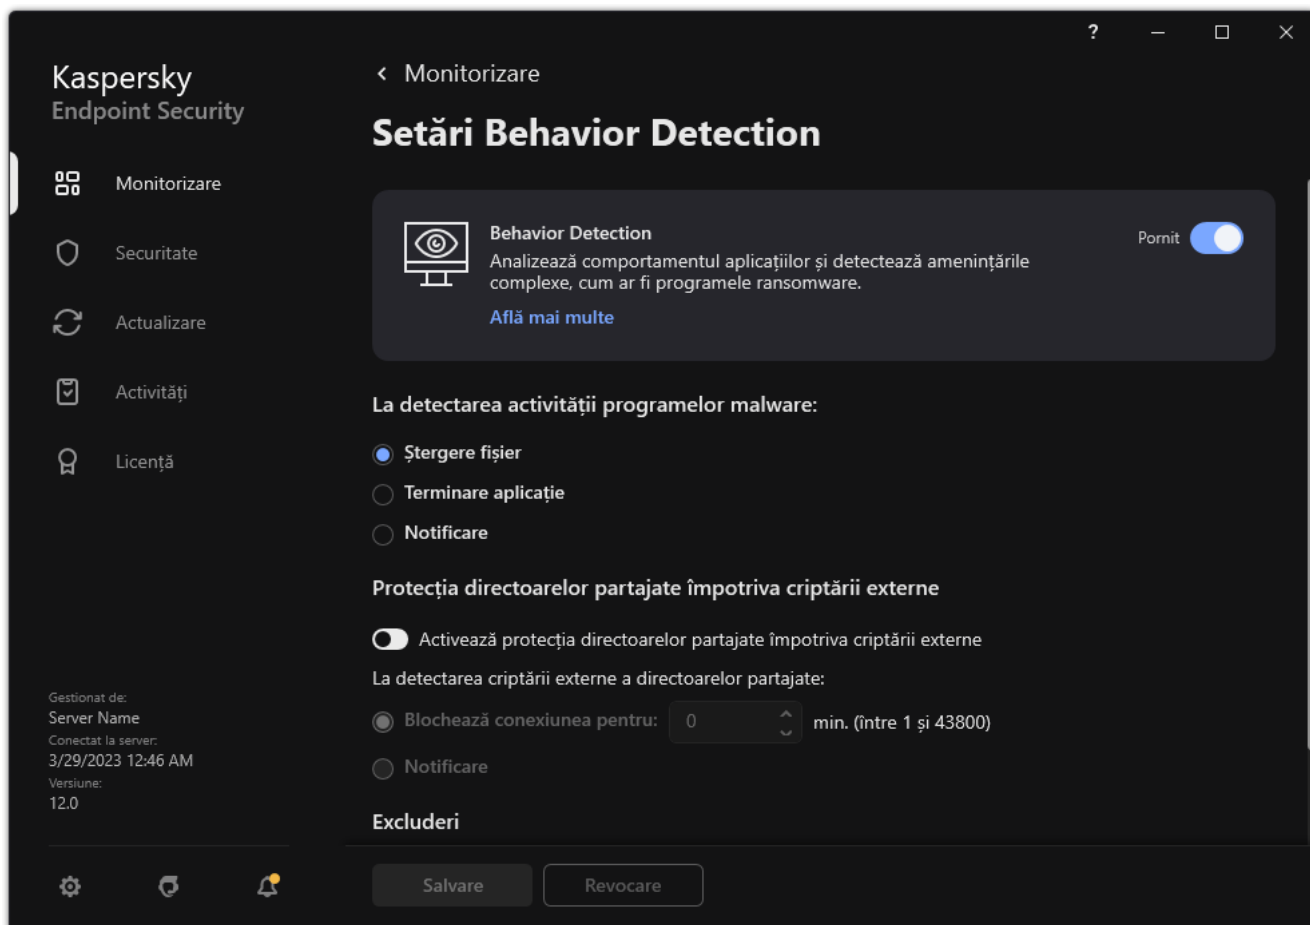 ?
Kaspersky
Endpoint Security
Monitorizare
Securitate
Actualizare
Activități
Licență
Gestionat de:
Server Name
Conectat la server:
3/29/2023 12:46 AM
Versiune:
12.0
Monitorizare
Setări Behavior Detection
Behavior Detection
Pornit
Analizează comportamentul aplicațiilor și detectează amenințările
complexe, cum ar fi programele ransomware.
Află mai multe
La detectarea activității programelor malware:
Ștergere fișier
Terminare aplicație
Notificare
Protecția directoarelor partajate împotriva criptării externe
Activează protecția directoarelor partajate împotriva criptării externe
La detectarea criptării externe a directoarelor partajate:
Blochează conexiunea pentru: 0 min. (între 1 și 43800)
Notificare
Excluderi
Salvare
Revocare